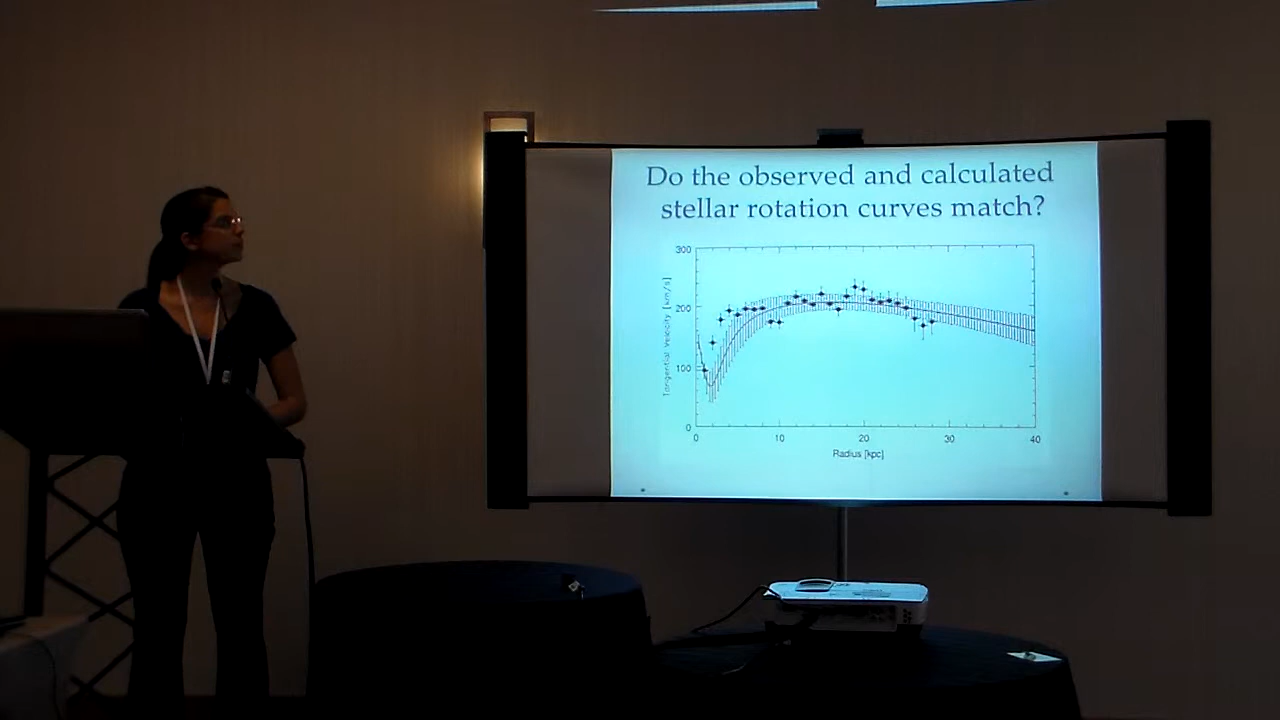 Do the observed and calculated
stellar rotation curves match?
300
200
100
0
Tangential Velocity [km/s]
0 10 20 30 40
Radius [kpc]